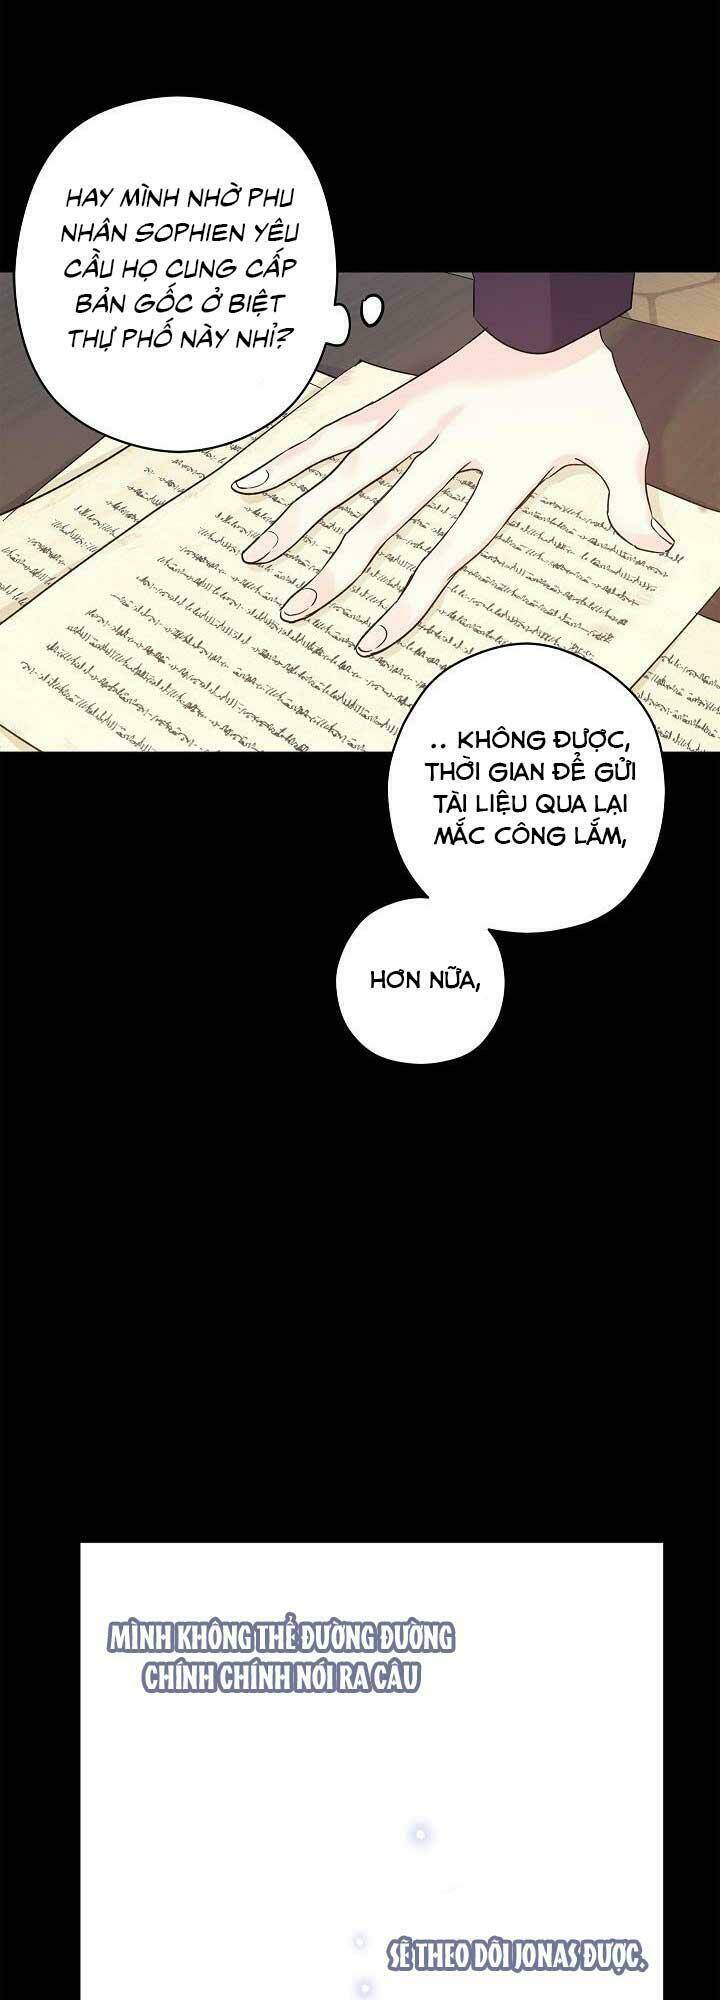 HAY MÌNH NHỜ PHU
NHÂN SOPHIEN YÊU
CẦU HỌ CUNG CẤP
BẢN GỐC Ở BIỆT
THỰ PHỐ NÀY NHỈ?
.. KHÔNG ĐƯỢC,
THỜI GIAN ĐỂ GỬI
TÀI LIỆU QUA LẠI
MẮC CÔNG LẮM,
HƠN NỮA,
MÌNH KHÔNG THỂ ĐƯỜNG ĐƯỜNG
CHÍNH CHÍNH NÓI RA CÂU
SẼ THEO DÕI JONAS ĐƯỢC.